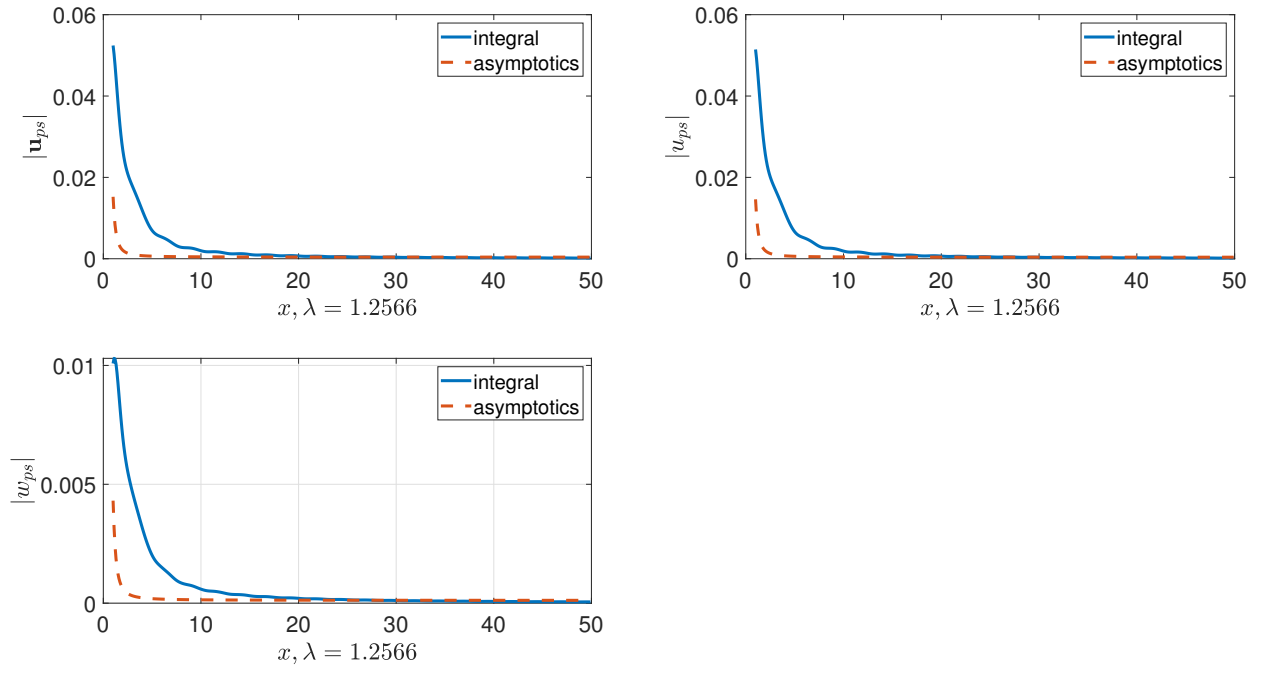 0.06
0.04
0.02
0
|u_ps|
integral
asymptotics
0 10 20 30 40 50
x, λ = 1.2566
0.06
0.04
0.02
0
|u_ps|
integral
asymptotics
0 10 20 30 40 50
x, λ = 1.2566
0.01
0.005
0
|w_ps|
integral
asymptotics
0 10 20 30 40 50
x, λ = 1.2566